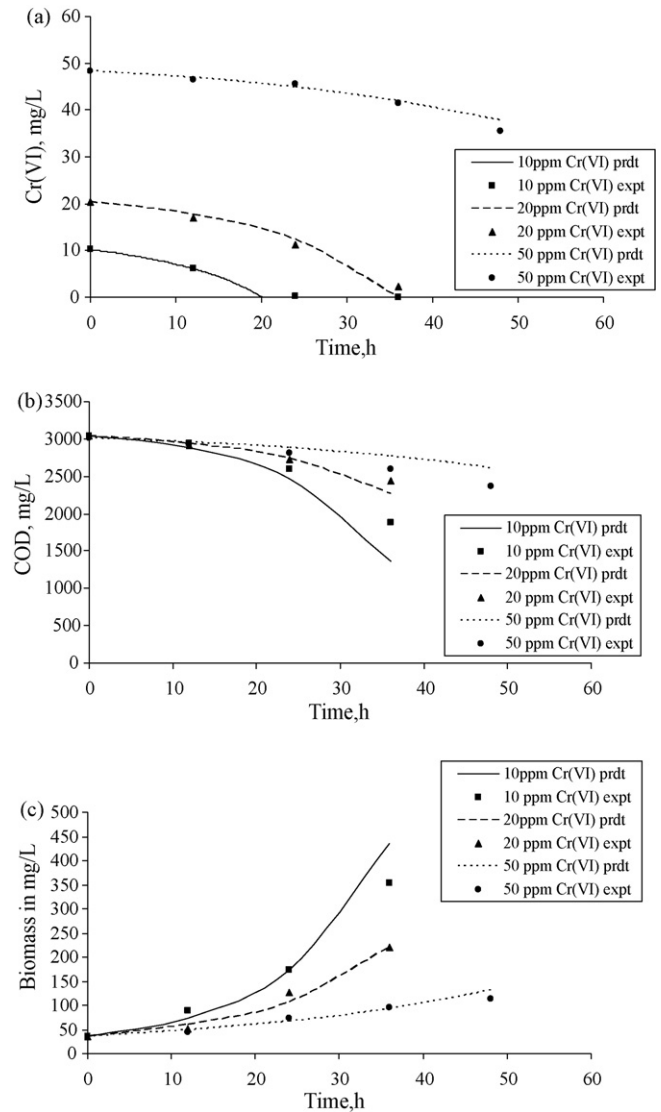 (a)
60
50
40
30
20
10
0
Cr(VI), mg/L
10ppm Cr(VI) prdt
10 ppm Cr(VI) expt
20ppm Cr(VI) prdt
20 ppm Cr(VI) expt
50 ppm Cr(VI) prdt
50 ppm Cr(VI) expt
0 10 20 30 40 50 60
Time,h
(b)
3500
3000
2500
2000
1500
1000
500
0
COD, mg/L
10ppm Cr(VI) prdt
10 ppm Cr(VI) expt
20ppm Cr(VI) prdt
20 ppm Cr(VI) expt
50 ppm Cr(VI) prdt
50 ppm Cr(VI) expt
0 10 20 30 40 50 60
Time,h
(c)
500
450
400
350
300
250
200
150
100
50
0
Biomass in mg/L
10ppm Cr(VI) prdt
10 ppm Cr(VI) expt
20ppm Cr(VI) prdt
20 ppm Cr(VI) expt
50 ppm Cr(VI) prdt
50 ppm Cr(VI) expt
0 10 20 30 40 50 60
Time,h